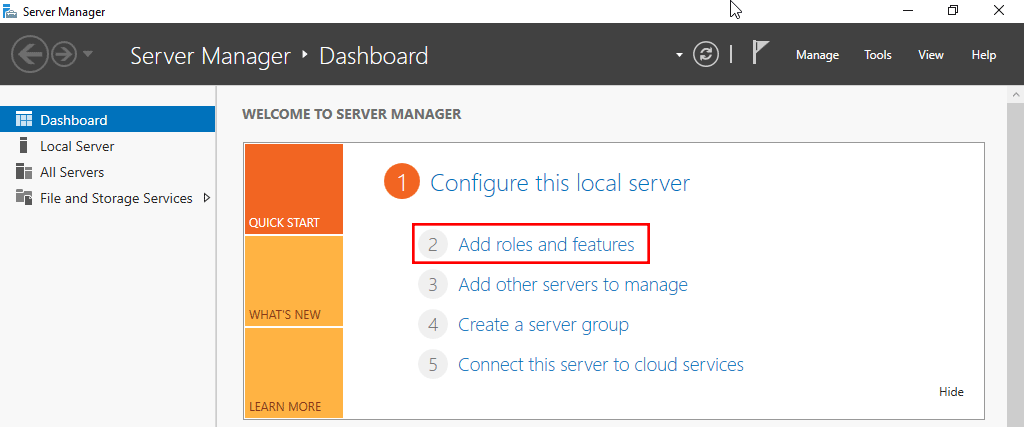 Server Manager
Server Manager ‣ Dashboard
Manage
Tools
View
Help
Dashboard
Local Server
All Servers
File and Storage Services
WELCOME TO SERVER MANAGER
QUICK START
WHAT'S NEW
LEARN MORE
1 Configure this local server
2 Add roles and features
3 Add other servers to manage
4 Create a server group
5 Connect this server to cloud services
Hide